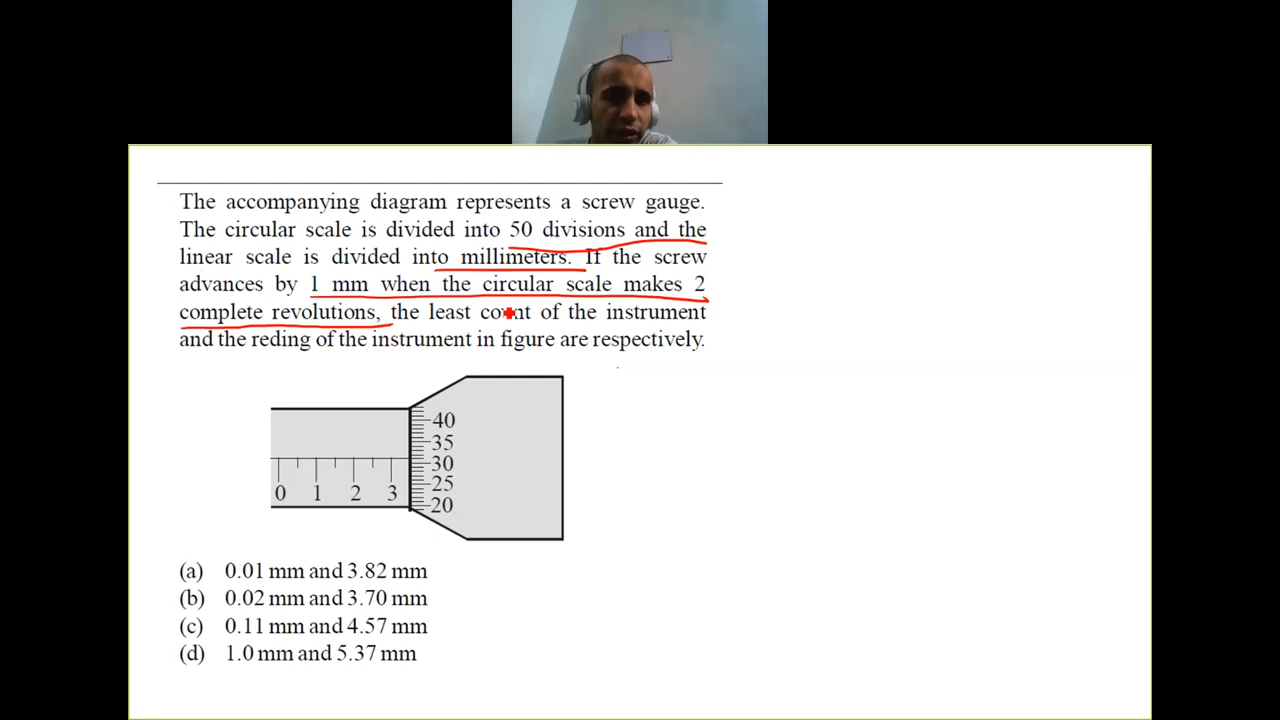 The accompanying diagram represents a screw gauge.
The circular scale is divided into 50 divisions and the
linear scale is divided into millimeters. If the screw
advances by 1 mm when the circular scale makes 2
complete revolutions, the least count of the instrument
and the reding of the instrument in figure are respectively.
40
35
30
25
20
0 1 2 3
(a) 0.01 mm and 3.82 mm
(b) 0.02 mm and 3.70 mm
(c) 0.11 mm and 4.57 mm
(d) 1.0 mm and 5.37 mm